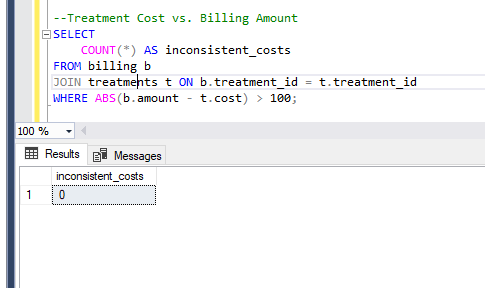 --Treatment Cost vs. Billing Amount
SELECT
COUNT(*) AS inconsistent_costs
FROM billing b
JOIN treatments t ON b.treatment_id = t.treatment_id
WHERE ABS(b.amount - t.cost) > 100;
100 %
Results Messages
inconsistent_costs
1 0